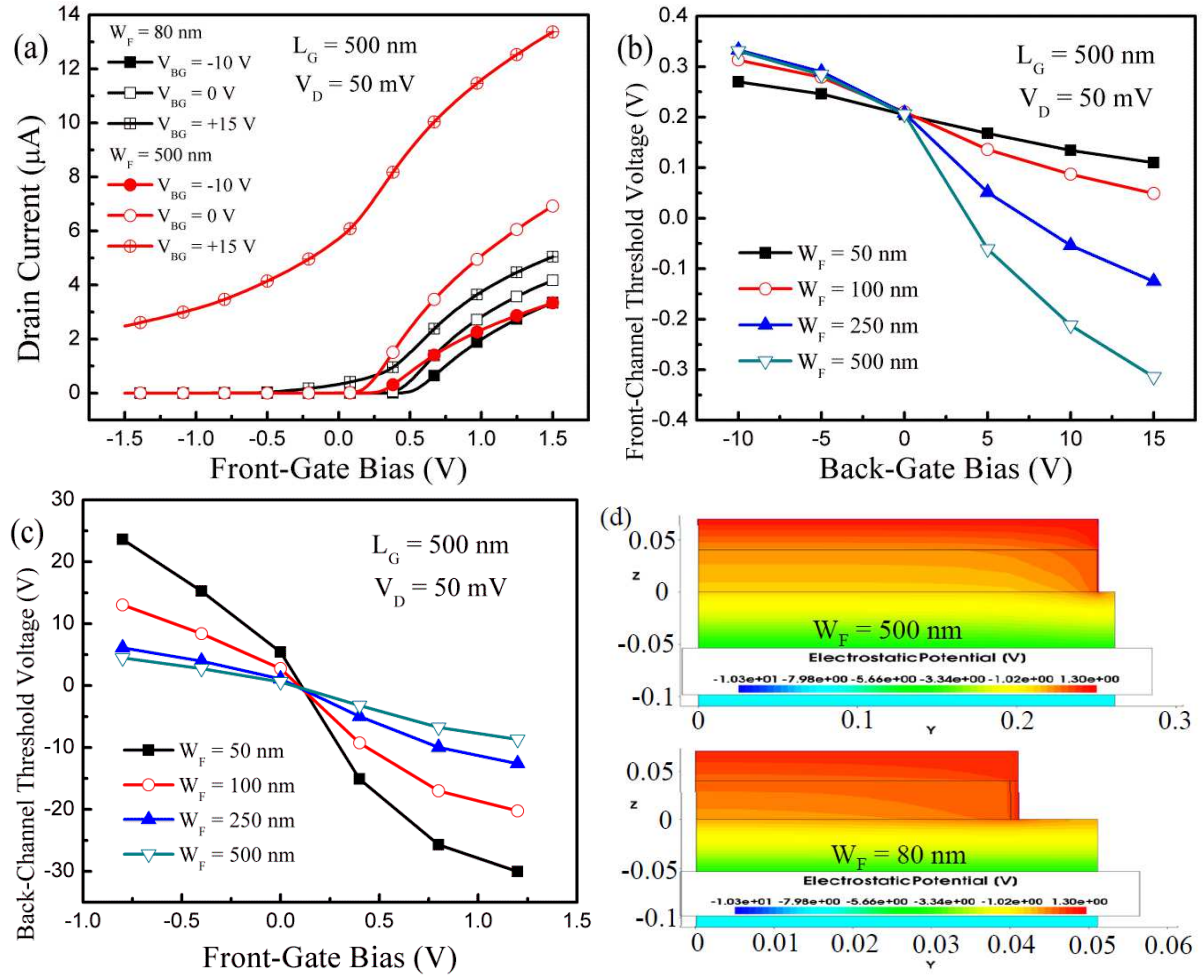 (a)
W_F = 80 nm
V_BG = -10 V
V_BG = 0 V
V_BG = +15 V
W_F = 500 nm
V_BG = -10 V
V_BG = 0 V
V_BG = +15 V
L_G = 500 nm
V_D = 50 mV
Drain Current (μA)
14
12
10
8
6
4
2
0
-1.5 -1.0 -0.5 0.0 0.5 1.0 1.5
Front-Gate Bias (V)
(b)
L_G = 500 nm
V_D = 50 mV
Front-Channel Threshold Voltage (V)
0.4
0.3
0.2
0.1
0.0
-0.1
-0.2
-0.3
-0.4
W_F = 50 nm
W_F = 100 nm
W_F = 250 nm
W_F = 500 nm
-10 -5 0 5 10 15
Back-Gate Bias (V)
(c)
L_G = 500 nm
V_D = 50 mV
Back-Channel Threshold Voltage (V)
30
20
10
0
-10
-20
-30
-35
W_F = 50 nm
W_F = 100 nm
W_F = 250 nm
W_F = 500 nm
-1.0 -0.5 0.0 0.5 1.0 1.5
Front-Gate Bias (V)
(d)
0.05
z
0
-0.05
-0.1
W_F = 500 nm
Electrostatic Potential [V]
-1.03e+01 -7.98e+00 -5.66e+00 -3.34e+00 -1.02e+00 1.30e+00
0 0.1 0.2 0.3
Y
0.05
z
0
-0.05
-0.1
W_F = 80 nm
Electrostatic Potential [V]
-1.03e+01 -7.98e+00 -5.66e+00 -3.34e+00 -1.02e+00 1.30e+00
0 0.01 0.02 0.03 0.04 0.05 0.06
Y